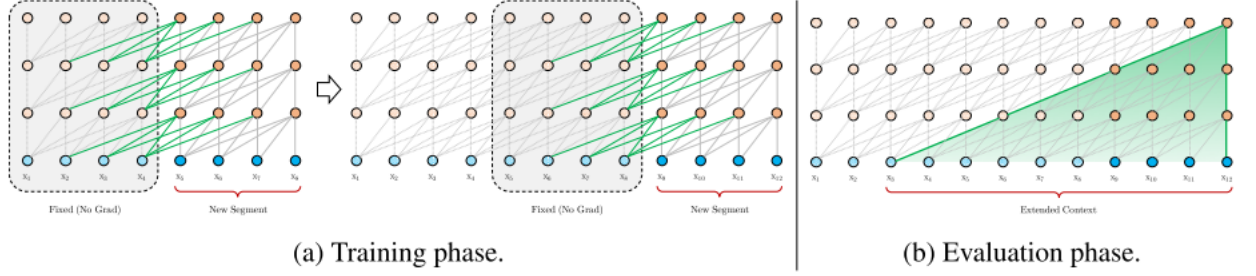 x₁ x₂ x₃ x₄ x₅ x₆ x₇ x₈
Fixed (No Grad)
New Segment
x₁ x₂ x₃ x₄ x₅ x₆ x₇ x₈ x₉ x₁₀ x₁₁ x₁₂
Fixed (No Grad)
New Segment
(a) Training phase.
x₁ x₂ x₃ x₄ x₅ x₆ x₇ x₈ x₉ x₁₀ x₁₁ x₁₂
Extended Context
(b) Evaluation phase.